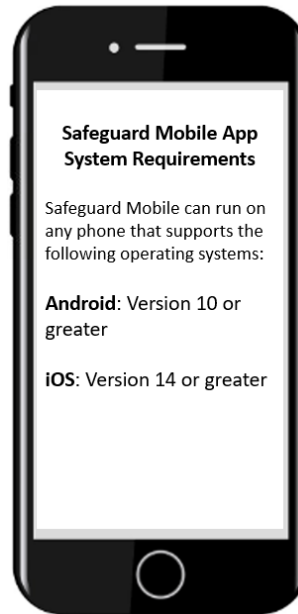 Safeguard Mobile App
System Requirements
Safeguard Mobile can run on
any phone that supports the
following operating systems:
Android: Version 10 or
greater
iOS: Version 14 or greater